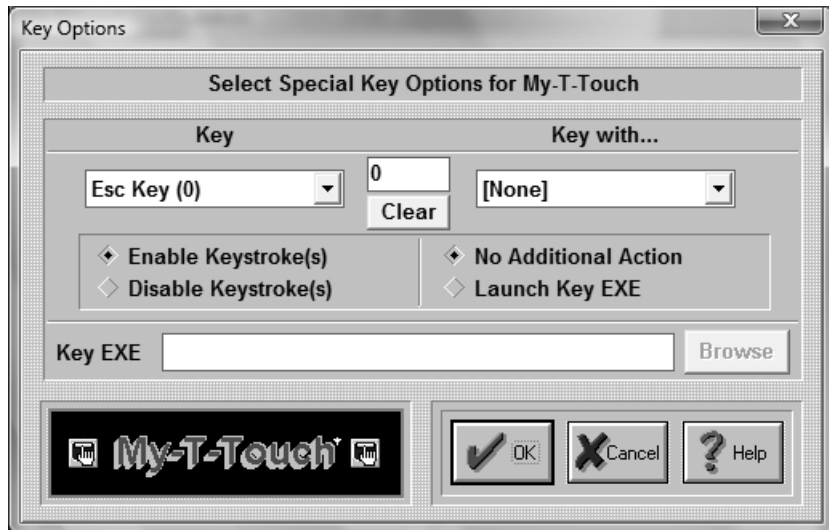 Key Options
Select Special Key Options for My-T-Touch
Key Key with...
Esc Key (0) 0 [None]
Clear
Enable Keystroke(s) No Additional Action
Disable Keystroke(s) Launch Key EXE
Key EXE Browse
My-T-Touch OK Cancel Help